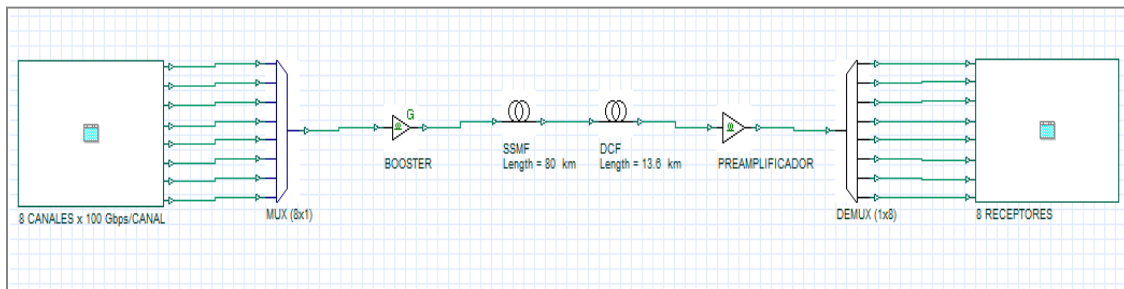 G
BOOSTER
SSMF
Length = 80 km
DCF
Length = 13.6 km
PREAMPLIFICADOR
8 CANALES x 100 Gbps/CANAL
MUX (8x1)
DEMUX (1x8)
8 RECEPTORES